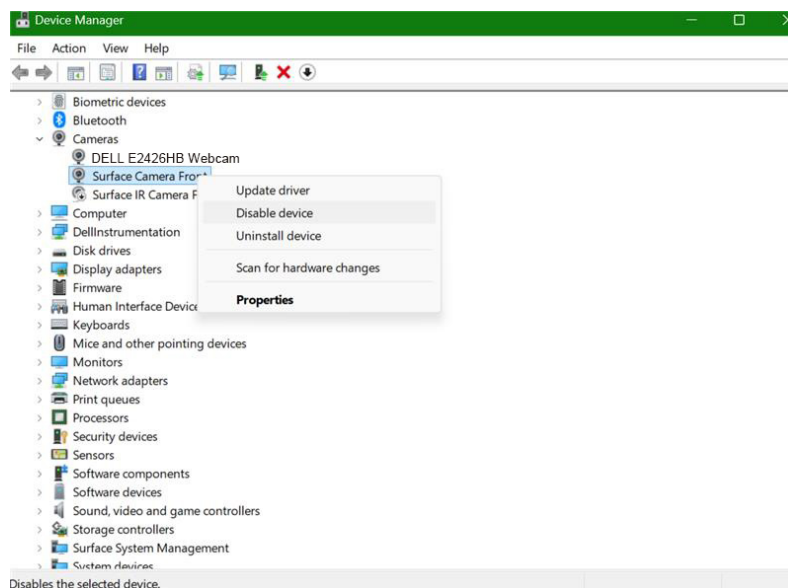 Device Manager
File Action View Help
Biometric devices
Bluetooth
Cameras
DELL E2426HB Webcam
Surface Camera Front
Surface IR Camera F
Update driver
Disable device
Uninstall device
Scan for hardware changes
Properties
Computer
DellInstrumentation
Disk drives
Display adapters
Firmware
Human Interface Device
Keyboards
Mice and other pointing devices
Monitors
Network adapters
Print queues
Processors
Security devices
Sensors
Software components
Software devices
Sound, video and game controllers
Storage controllers
Surface System Management
System devices
Disables the selected device.